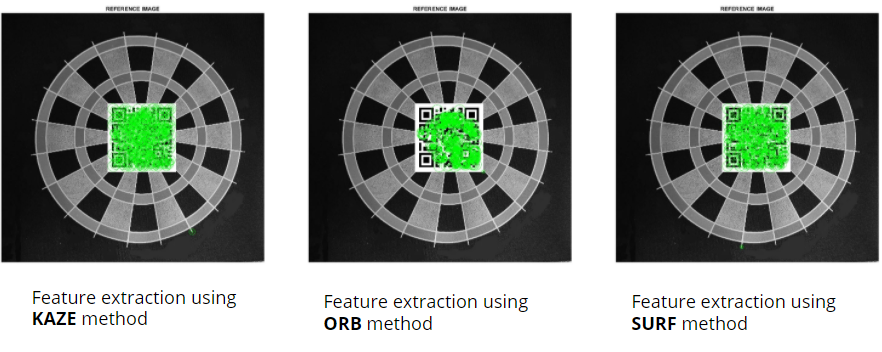 REFERENCE IMAGE
REFERENCE IMAGE
REFERENCE IMAGE
Feature extraction using
KAZE method
Feature extraction using
ORB method
Feature extraction using
SURF method